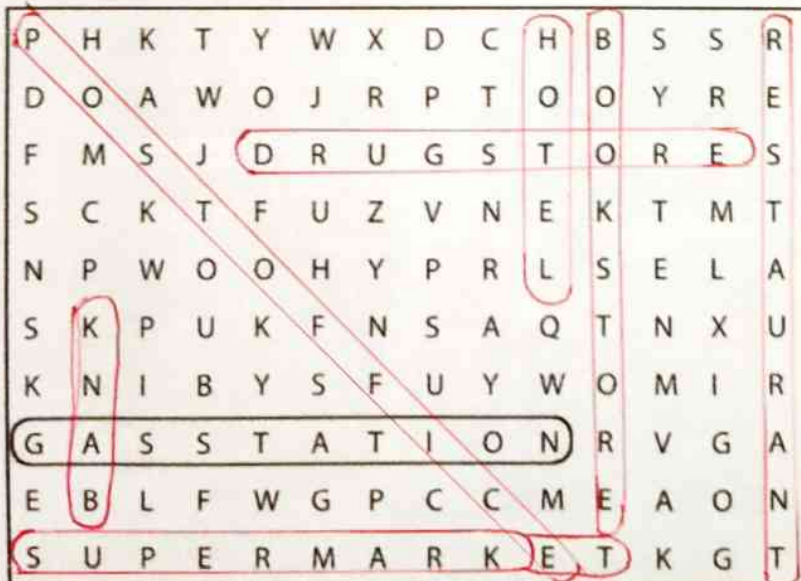 P H K T Y W X D C H B S S R
D O A W O J R P T O O Y R E
F M S J D R U G S T O R E S
S C K T F U Z V N E K T M T
N P W O O H Y P R L S E L A
S K P U K F N S A Q T N X U
K N I B Y S F U Y W O M I R
G A S S T A T I O N R V G A
E B L F W G P C C M E A O N
S U P E R M A R K E T K G T